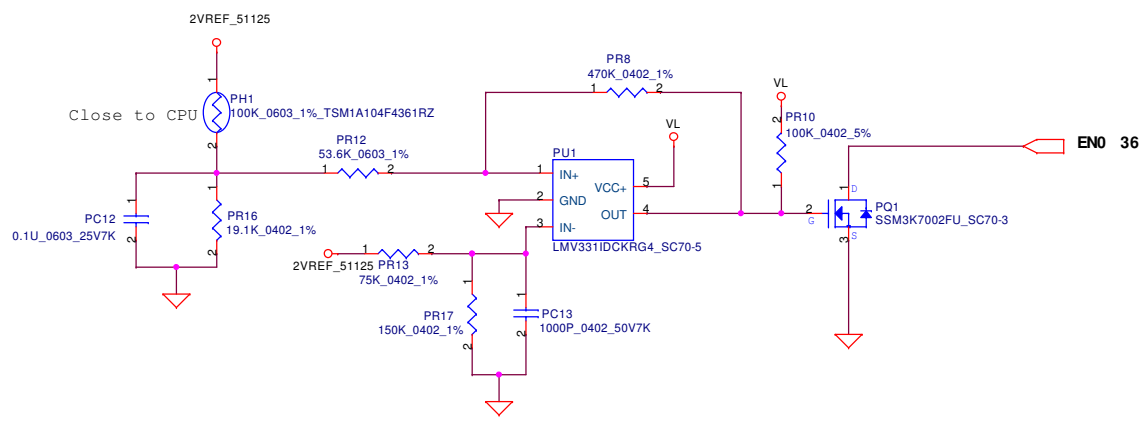 2VREF_51125
1
Close to CPU
PH1
100K_0603_1%_TSM1A104F4361RZ
2
PR8
470K_0402_1%
1
2
VL
2
PR10
100K_0402_5%
1
VL
PR12
53.6K_0603_1%
1
2
PU1
1
IN+
2
GND
3
IN-
VCC+
5
OUT
4
LMV331IDCKRG4_SC70-5
EN0 36
1
D
2
G
3
S
PQ1
SSM3K7002FU_SC70-3
1
PC12
0.1U_0603_25V7K
2
1
PR16
19.1K_0402_1%
2
2VREF_51125
1
2
PR13
75K_0402_1%
1
PR17
150K_0402_1%
2
1
PC13
1000P_0402_50V7K
2